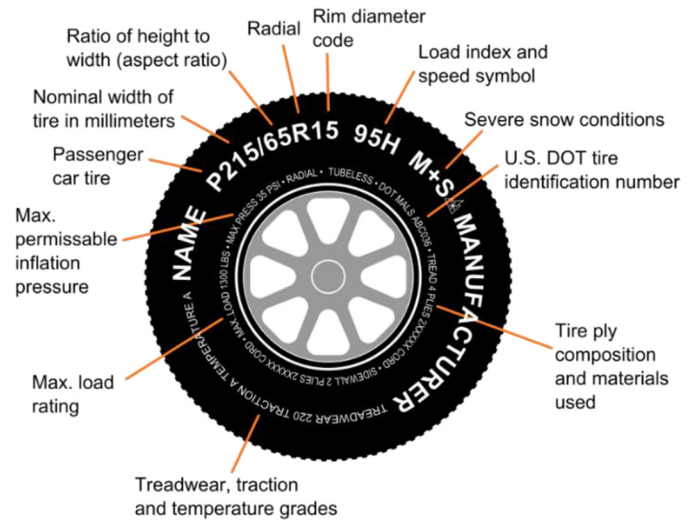 Ratio of height to
width (aspect ratio)
Radial
Rim diameter
code
Load index and
speed symbol
Nominal width of
tire in millimeters
Severe snow conditions
Passenger
car tire
U.S. DOT tire
identification number
Max.
permissable
inflation
pressure
Tire ply
composition
and materials
used
Max. load
rating
Treadwear, traction
and temperature grades
NAME P215/65R15 95H M+S MANUFACTURER
TREADWEAR 220 TRACTION A TEMPERATURE A
MAX. LOAD 1300 LBS • MAX PRESS 35 PSI • RADIAL • TUBELESS • DOT MALS ABC036 • TREAD 4 PLIES 2XXXXX CORD • SIDEWALL 2 PLIES 2XXXXX CORD •